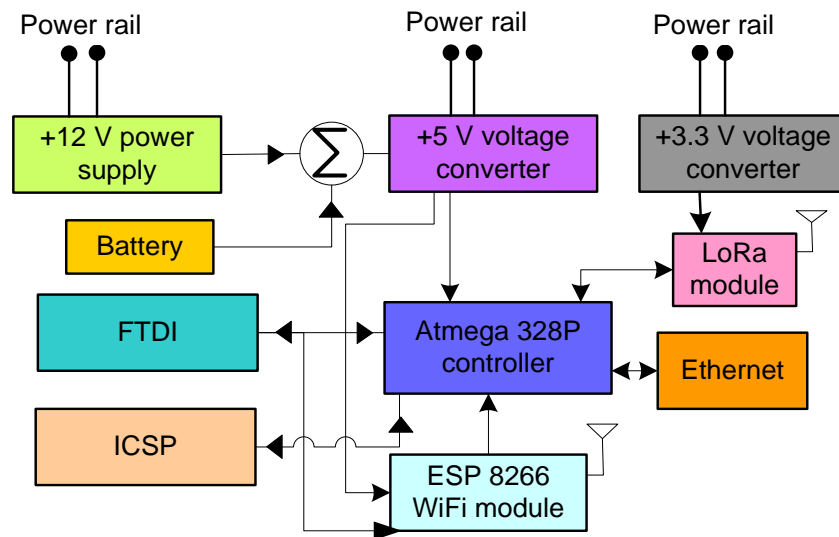 Power rail
Power rail
Power rail
+12 V power
supply
Σ
+5 V voltage
converter
+3.3 V voltage
converter
Battery
LoRa
module
FTDI
Atmega 328P
controller
Ethernet
ICSP
ESP 8266
WiFi module